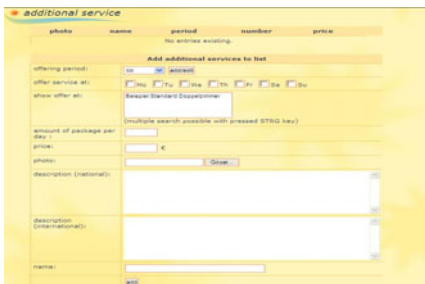 additional service
photo name period number price
No entries existing.
Add additional services to list
offering period:
offer service at: Mo Tu We Th Fr Sa Su
show offer at: Beispiel Standard Doppelzimmer
(multiple search possible with pressed STRG key)
amount of package per
day :
price: €
photo:
description (national):
description
(international):
name:
add